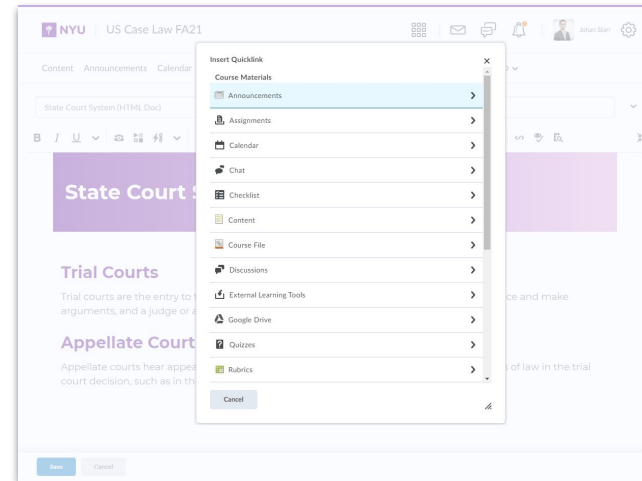 NYU US Case Law FA21
Johan Starr
Content Announcements Calendar
State Court System (HTML Doc)
B I U
State Court S
Trial Courts
Trial courts are the entry to t
ce and make
arguments, and a judge or a
Appellate Court
Appellate courts hear appea
s of law in the trial
court decision, such as in th
Insert Quicklink
Course Materials
Announcements
Assignments
Calendar
Chat
Checklist
Content
Course File
Discussions
External Learning Tools
Google Drive
Quizzes
Rubrics
Cancel
Save Cancel